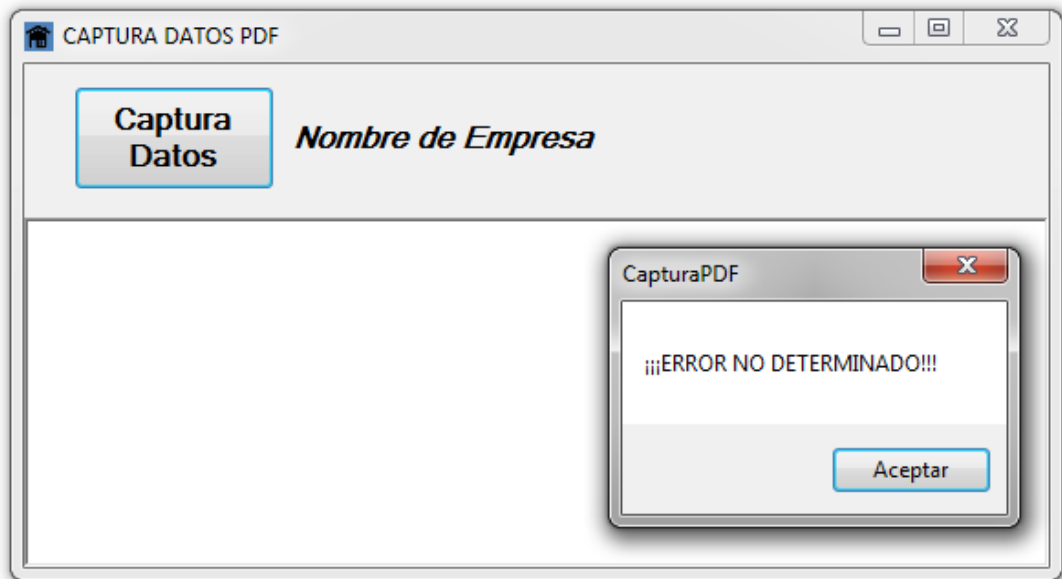 CAPTURA DATOS PDF
Captura
Datos
Nombre de Empresa
CapturaPDF
¡¡¡ERROR NO DETERMINADO!!!
Aceptar